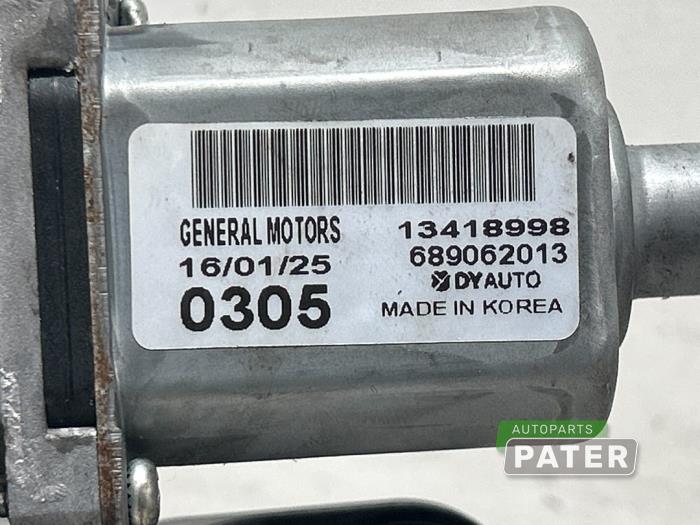 GENERAL MOTORS 13418998
16/01/25 689062013
0305 DYAUTO
MADE IN KOREA
AUTOPARTS
PATER